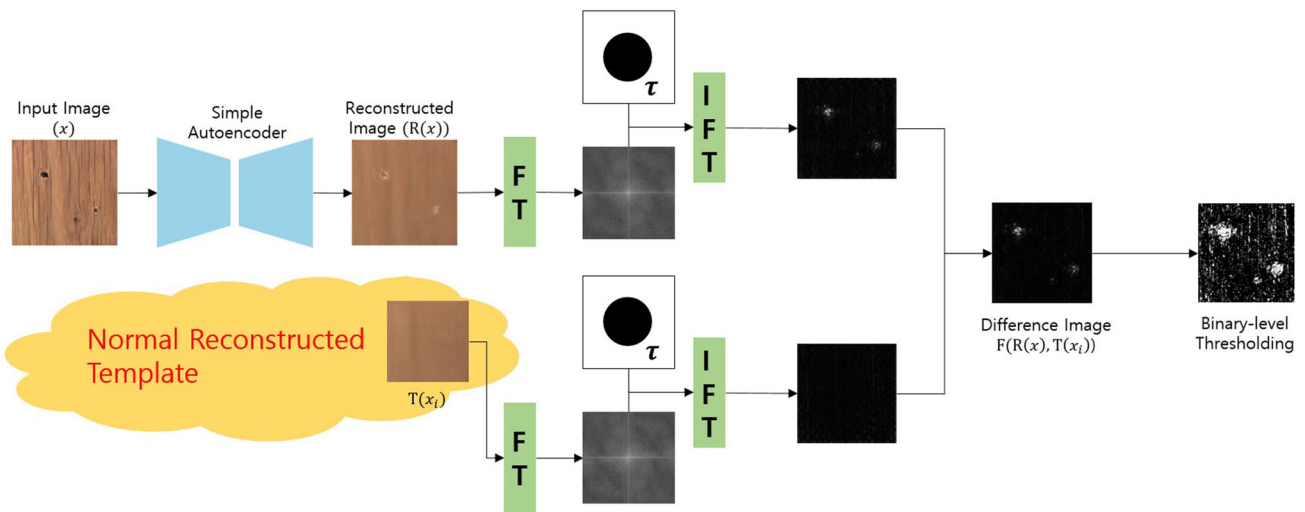 Input Image
(x)
Simple
Autoencoder
Reconstructed
Image (R(x))
F
T
τ
I
F
T
Normal Reconstructed
Template
T(xᵢ)
F
T
τ
I
F
T
Difference Image
F(R(x), T(xᵢ))
Binary-level
Thresholding